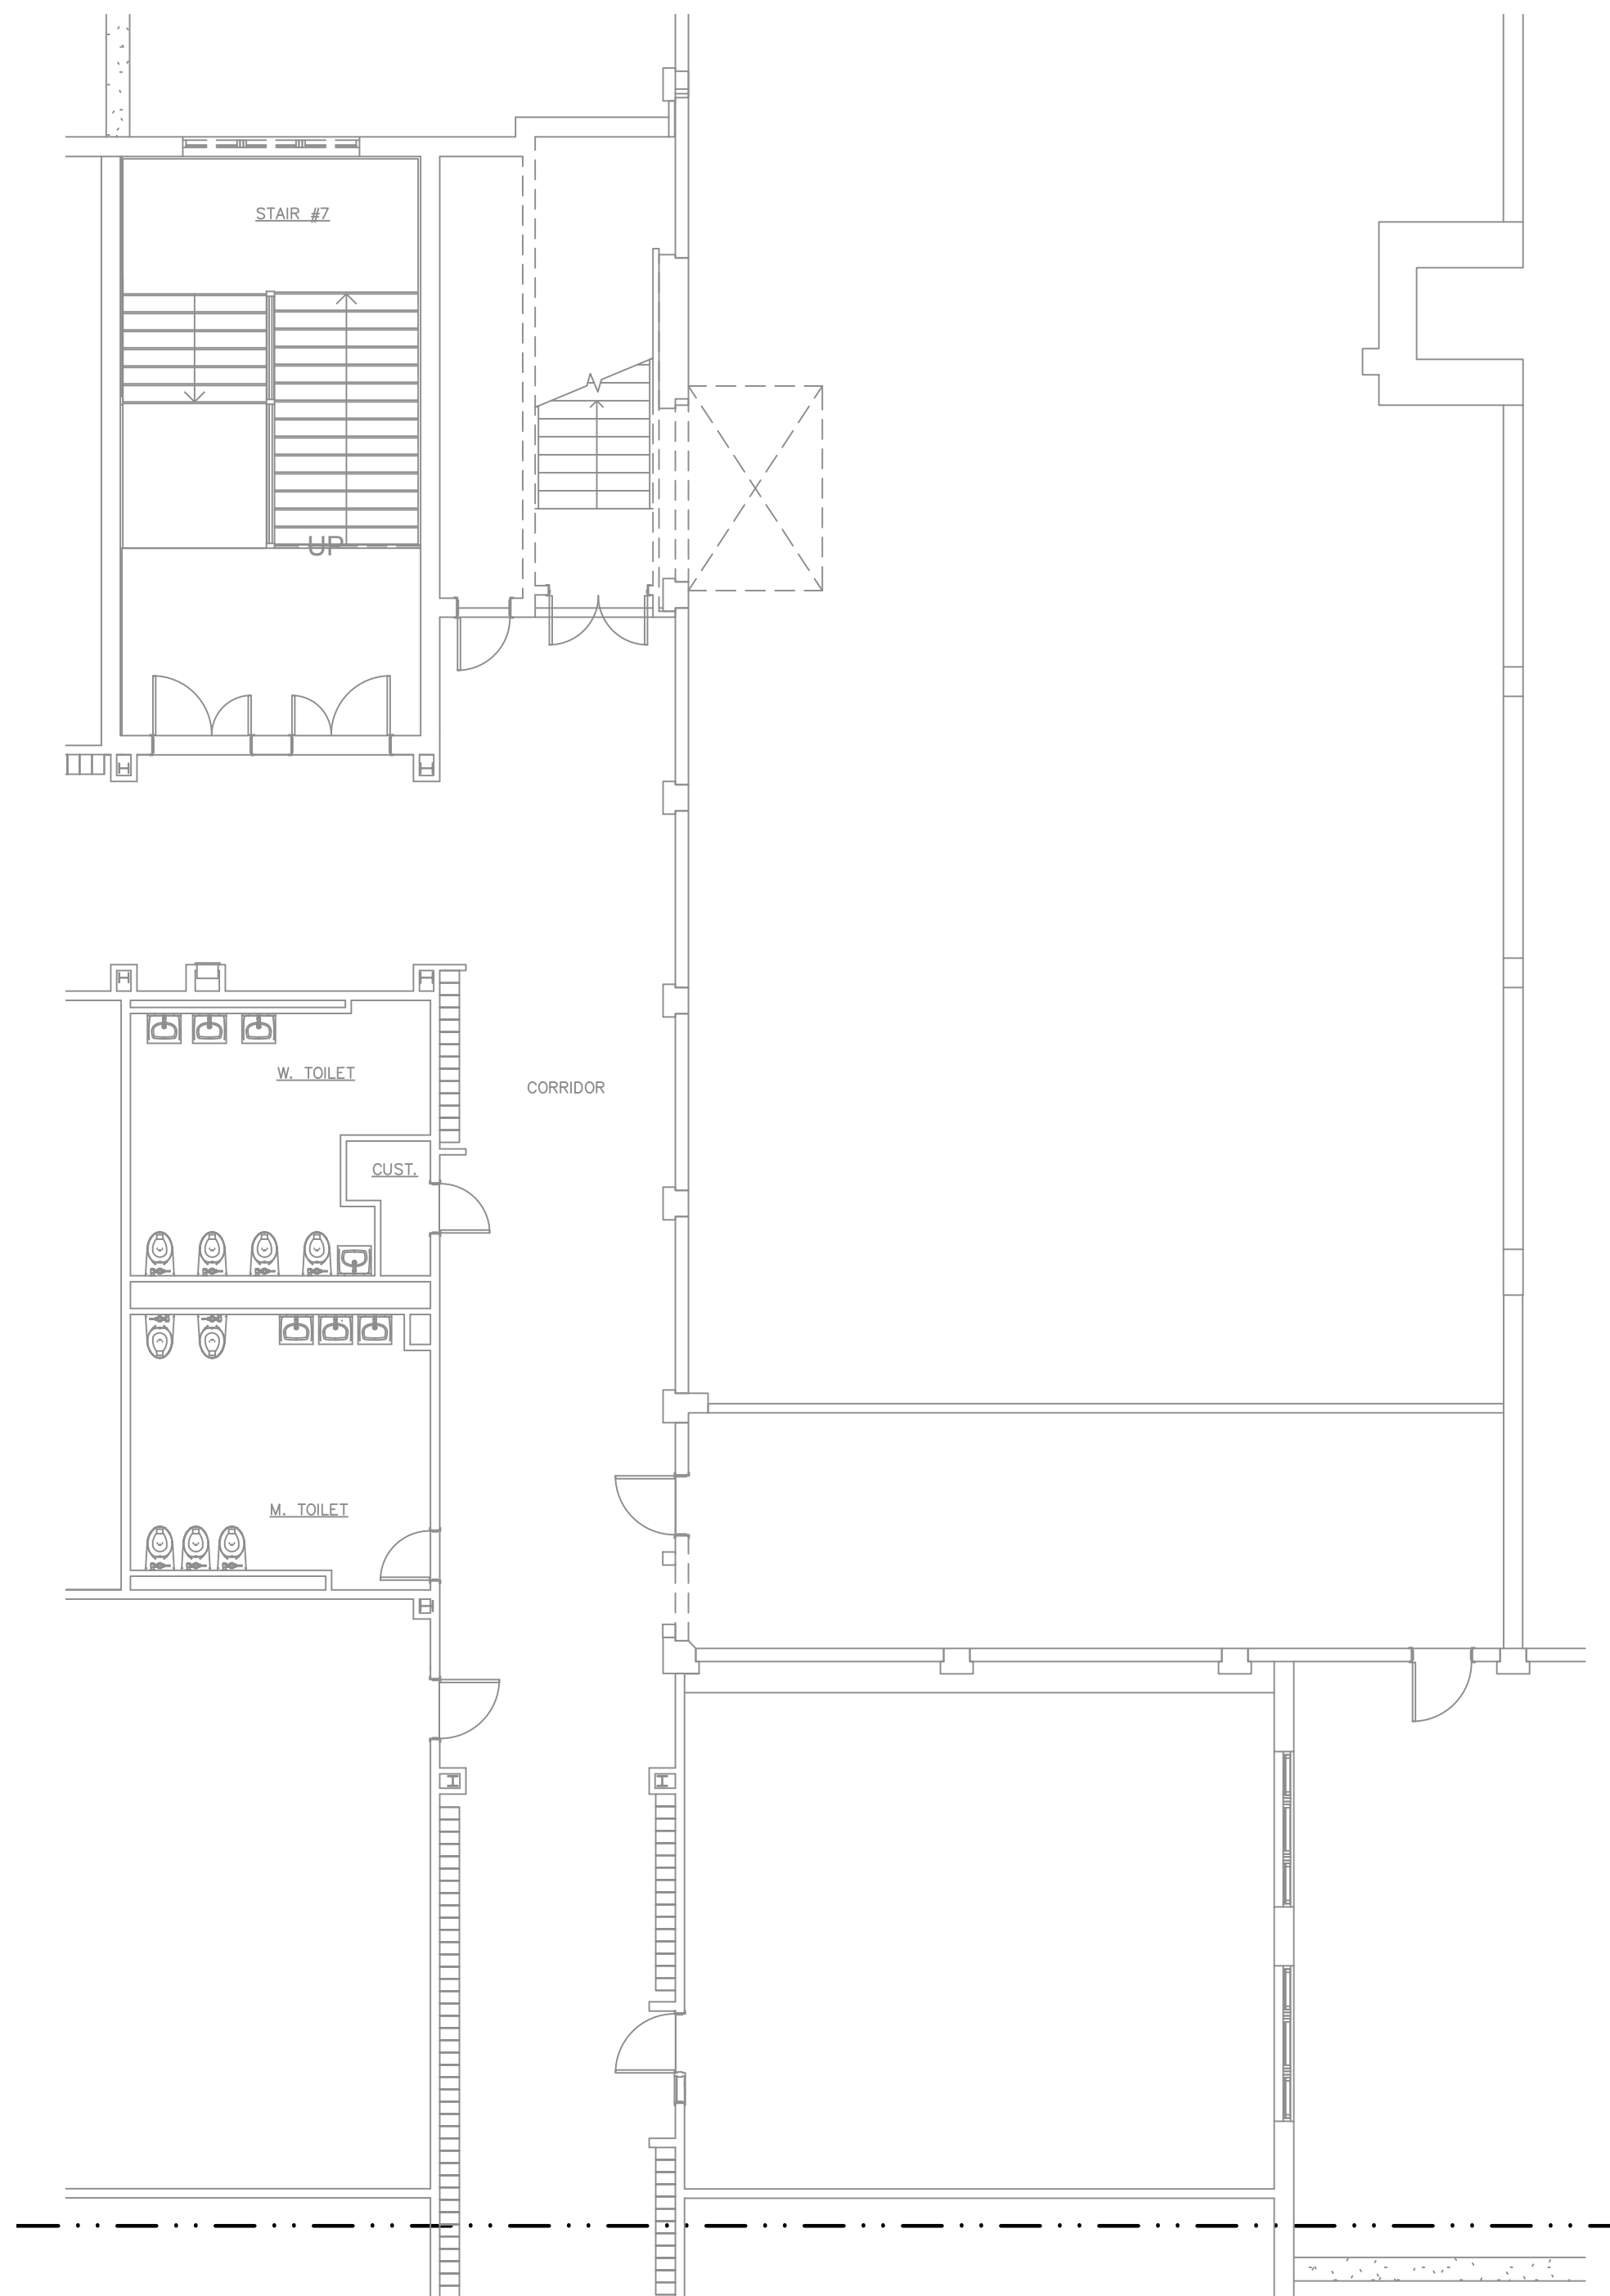 STAIR #7
UP
W. TOILET
CORRIDOR
CUST.
M. TOILET